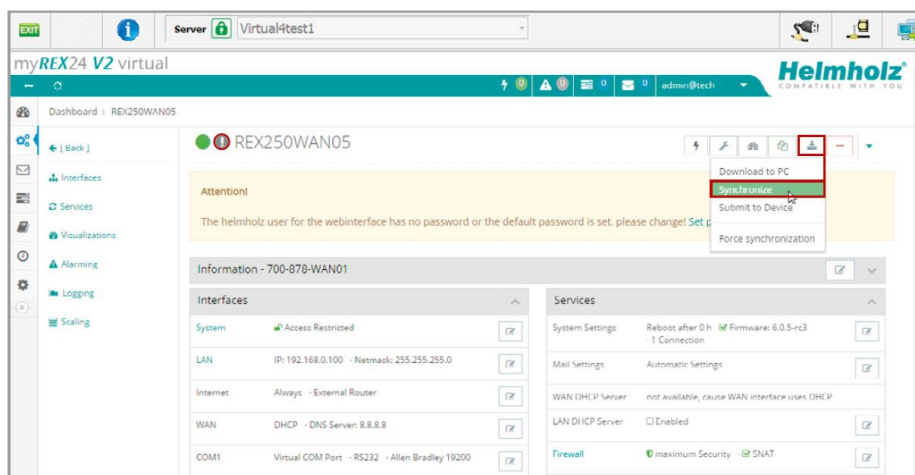 EXIT
Server Virtual4test1
myREX24 V2 virtual
Helmholz®
COMPATIBLE WITH YOU
0 0 0 0 admin@tech
Dashboard > REX250WAN05
[ Back ]
REX250WAN05
Interfaces
Services
Visualizations
Alarming
Logging
Scaling
Download to PC
Synchronize
Submit to Device
Force synchronization
Attention!
The helmholz user for the webinterface has no password or the default password is set, please change! Set p
Information - 700-878-WAN01
Interfaces
System Access Restricted
LAN IP: 192.168.0.100 - Netmask: 255.255.255.0
Internet Always - External Router
WAN DHCP - DNS Server: 8.8.8.8
COM1 Virtual COM Port - RS232 - Allen Bradley 19200
Services
System Settings Reboot after 0 h Firmware: 6.0.5-rc3
- 1 Connection
Mail Settings Automatic Settings
WAN DHCP Server not available, cause WAN interface uses DHCP
LAN DHCP Server Enabled
Firewall maximum Security - SNAT